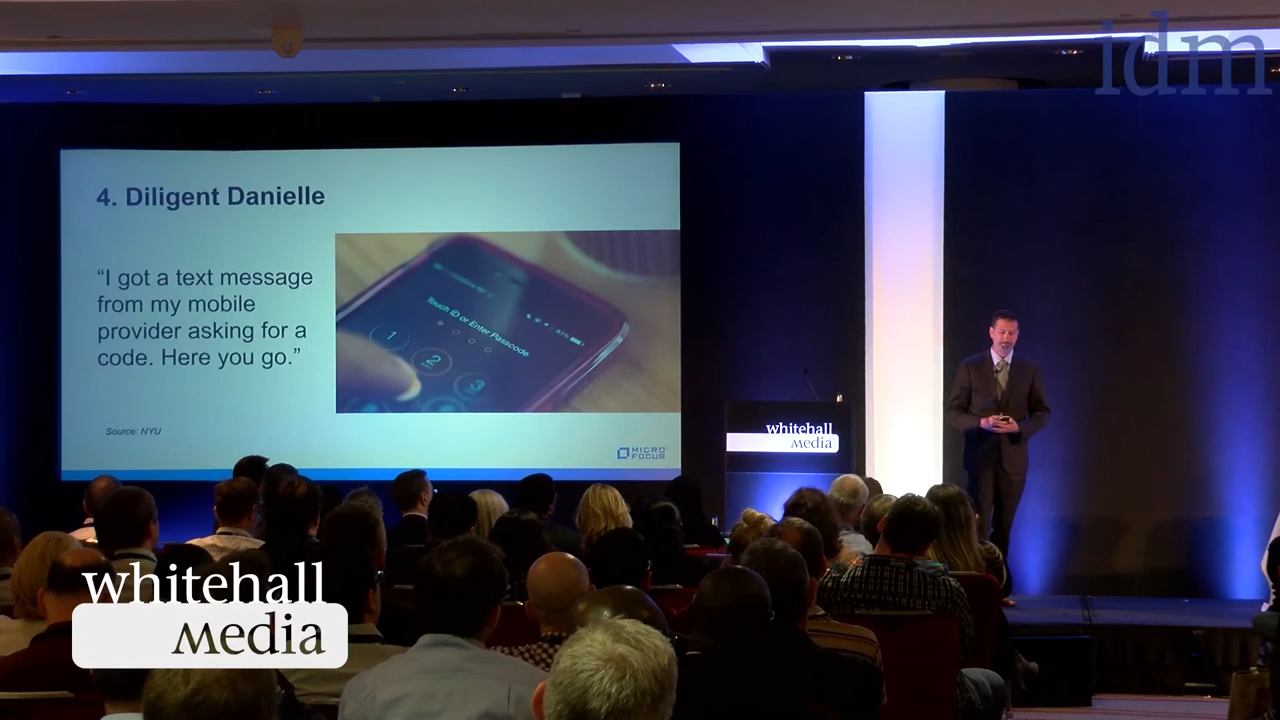 idm
4. Diligent Danielle
“I got a text message
from my mobile
provider asking for a
code. Here you go.”
Touch ID or Enter Passcode
1
2
3
Source: NYU
MICRO
FOCUS
whitehall
Media
whitehall
Media